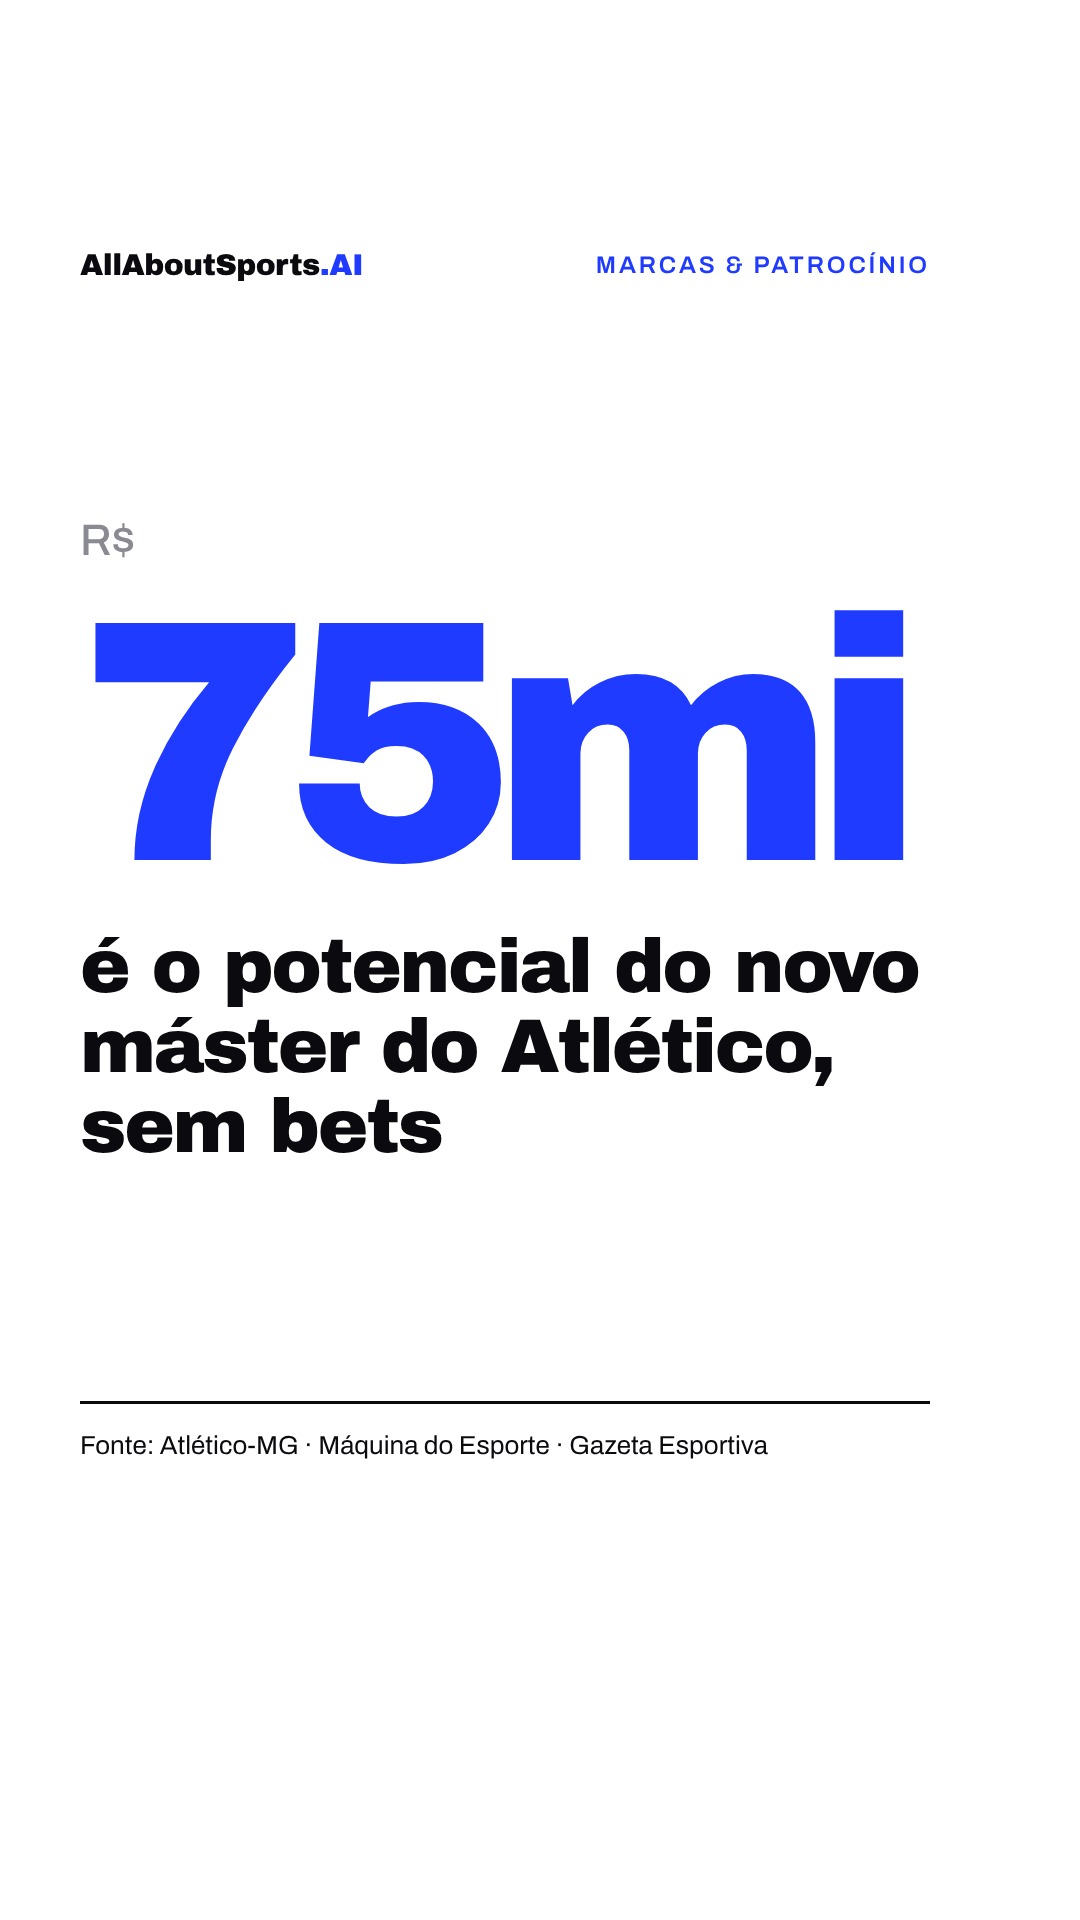 AllAboutSports.AI
MARCAS & PATROCÍNIO
R$
75mi
é o potencial do novo
máster do Atlético,
sem bets
Fonte: Atlético-MG · Máquina do Esporte · Gazeta Esportiva